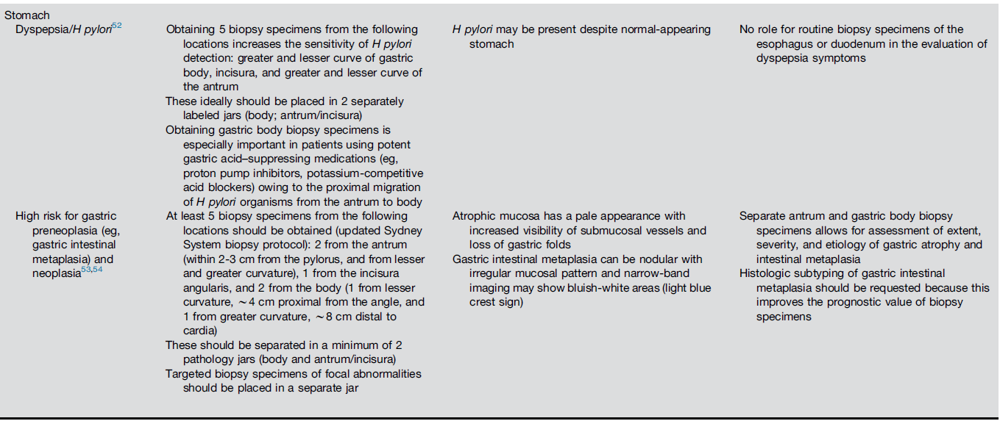 Stomach
Dyspepsia/H pylori52
Obtaining 5 biopsy specimens from the following
locations increases the sensitivity of H pylori
detection: greater and lesser curve of gastric
body, incisura, and greater and lesser curve of
the antrum
These ideally should be placed in 2 separately
labeled jars (body; antrum/incisura)
Obtaining gastric body biopsy specimens is
especially important in patients using potent
gastric acid–suppressing medications (eg,
proton pump inhibitors, potassium-competitive
acid blockers) owing to the proximal migration
of H pylori organisms from the antrum to body
H pylori may be present despite normal-appearing
stomach
No role for routine biopsy specimens of the
esophagus or duodenum in the evaluation of
dyspepsia symptoms
High risk for gastric
preneoplasia (eg,
gastric intestinal
metaplasia) and
neoplasia53,54
At least 5 biopsy specimens from the following
locations should be obtained (updated Sydney
System biopsy protocol): 2 from the antrum
(within 2-3 cm from the pylorus, and from lesser
and greater curvature), 1 from the incisura
angularis, and 2 from the body (1 from lesser
curvature, ~4 cm proximal from the angle, and
1 from greater curvature, ~8 cm distal to
cardia)
These should be separated in a minimum of 2
pathology jars (body and antrum/incisura)
Targeted biopsy specimens of focal abnormalities
should be placed in a separate jar
Atrophic mucosa has a pale appearance with
increased visibility of submucosal vessels and
loss of gastric folds
Gastric intestinal metaplasia can be nodular with
irregular mucosal pattern and narrow-band
imaging may show bluish-white areas (light blue
crest sign)
Separate antrum and gastric body biopsy
specimens allows for assessment of extent,
severity, and etiology of gastric atrophy and
intestinal metaplasia
Histologic subtyping of gastric intestinal
metaplasia should be requested because this
improves the prognostic value of biopsy
specimens